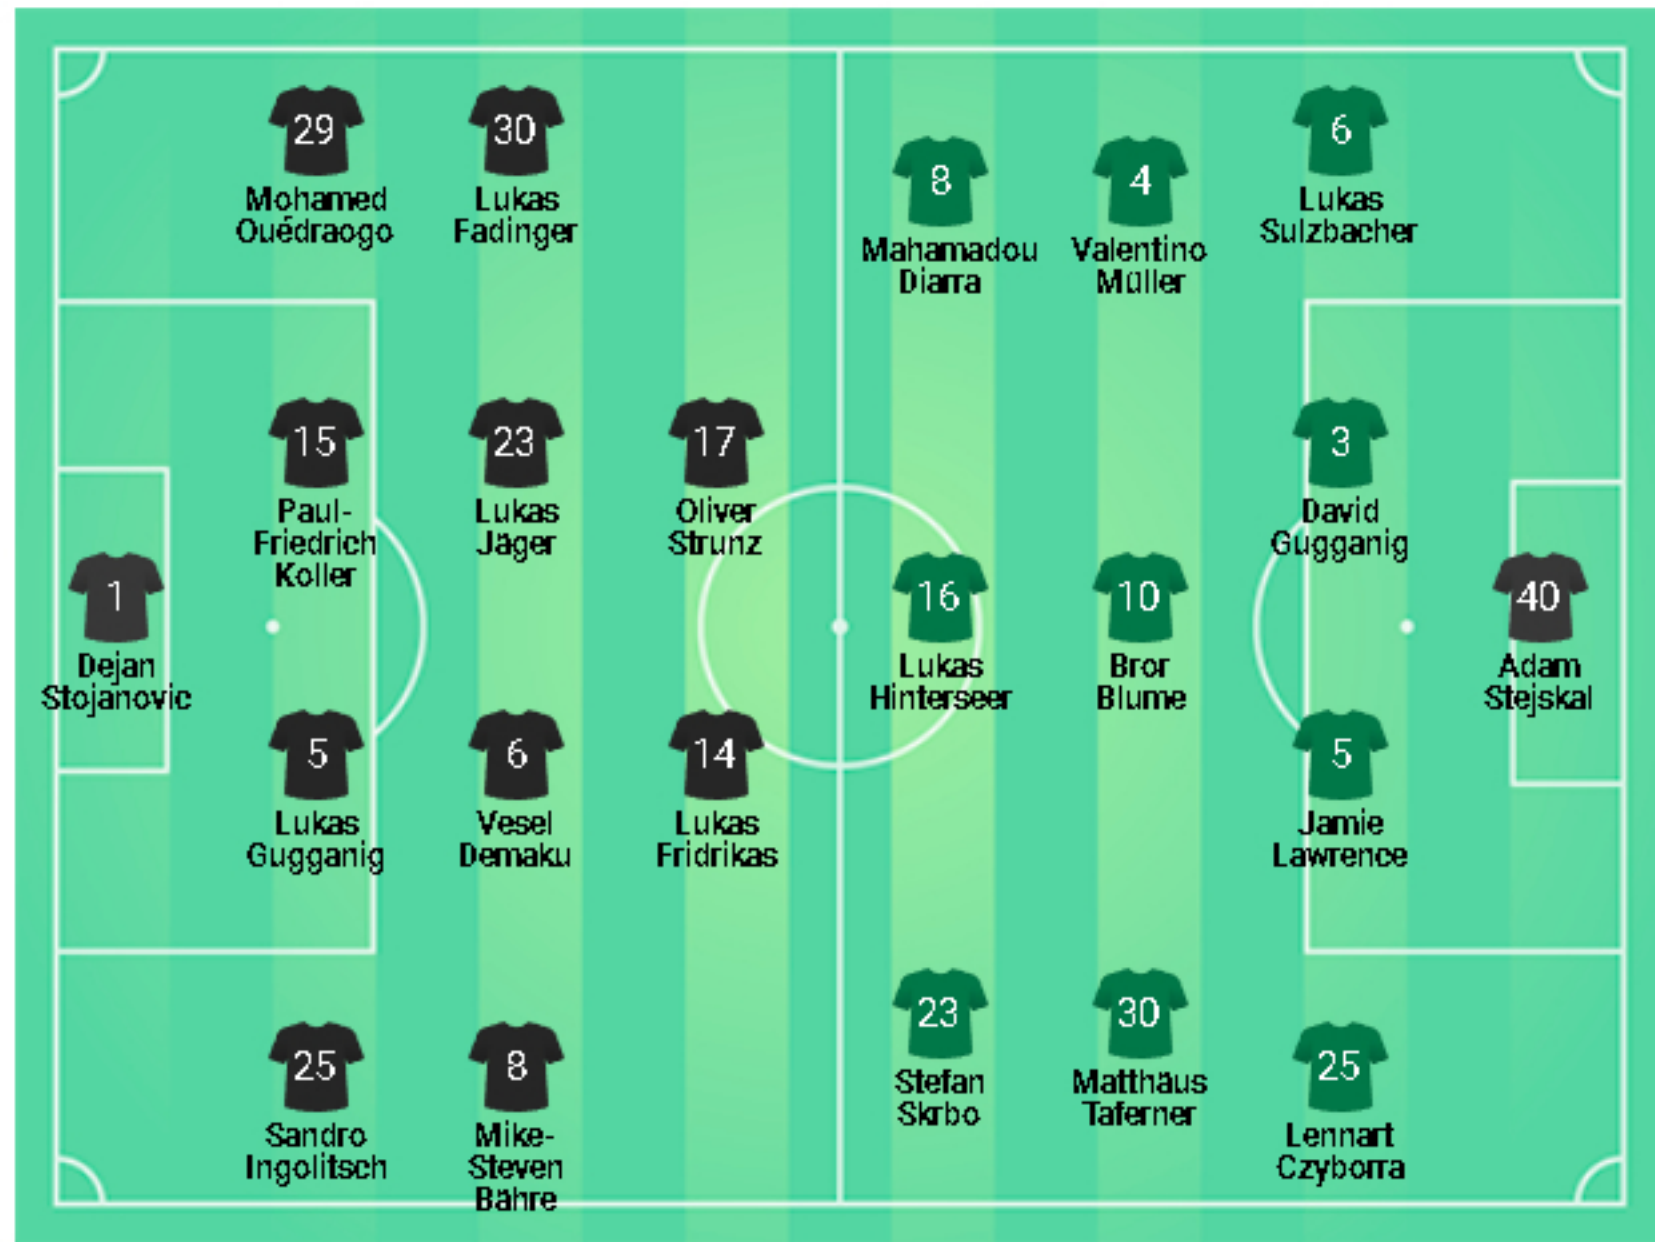 29
Mohamed
Ouédraogo
30
Lukas
Fadinger
8
Mahamadou
Diarra
4
Valentino
Müller
6
Lukas
Sulzbacher
15
Paul-
Friedrich
Koller
23
Lukas
Jäger
17
Oliver
Strunz
3
David
Gugganig
1
Dejan
Stojanovic
16
Lukas
Hinterseer
10
Bror
Blume
40
Adam
Stejskal
5
Lukas
Gugganig
6
Vesel
Demaku
14
Lukas
Fridrikas
5
Jamie
Lawrence
23
Stefan
Skrbo
30
Matthäus
Taferner
25
Sandro
Ingolitsch
8
Mike-
Steven
Bähre
25
Lennart
Czyborra